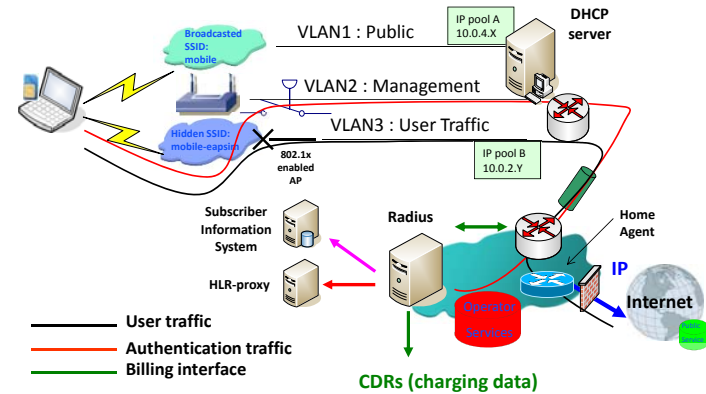 Broadcasted
SSID:
mobile
VLAN1 : Public
IP pool A
10.0.4.X
DHCP
server
VLAN2 : Management
Hidden SSID:
mobile-eapsim
VLAN3 : User Traffic
802.1x
enabled
AP
IP pool B
10.0.2.Y
Subscriber
Information
System
Radius
Home
Agent
HLR-proxy
IP
Internet
Operator
Services
Public
Service
User traffic
Authentication traffic
Billing interface
CDRs (charging data)